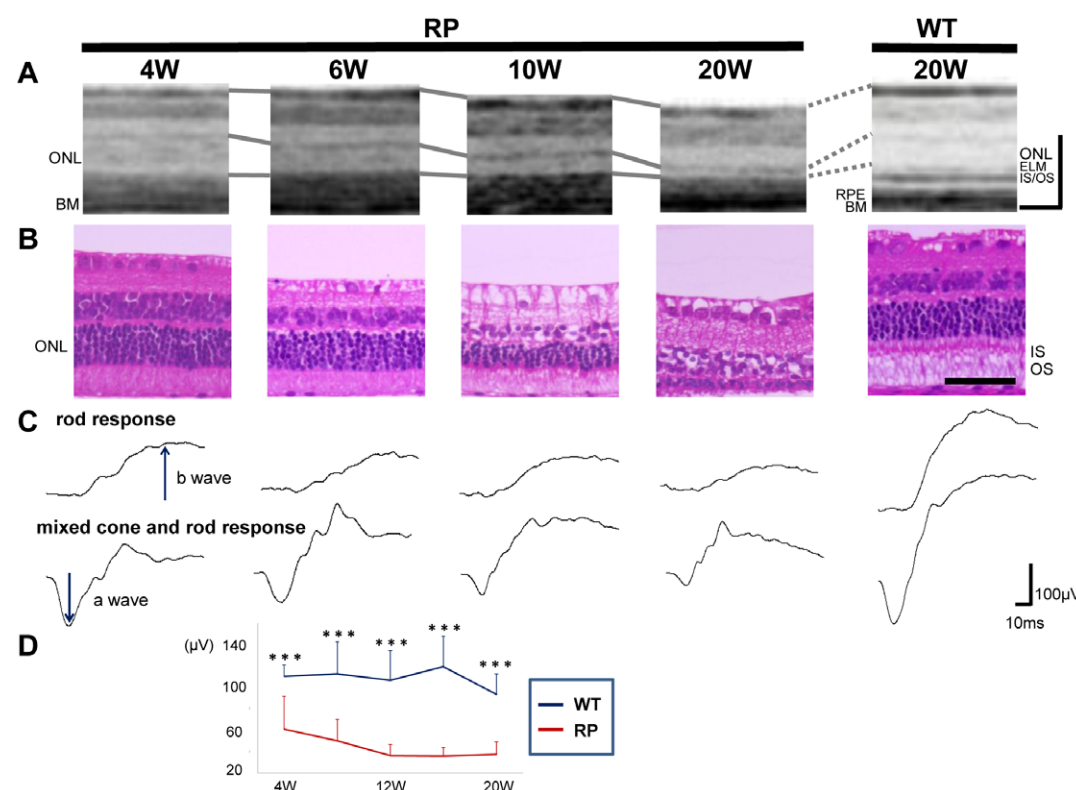 RP WT
A 4W 6W 10W 20W 20W
ONL
BM
ONL
ELM
IS/OS
RPE
BM
B
ONL
IS
OS
C rod response
b wave
mixed cone and rod response
a wave
100μV
10ms
D (μV)
140
100
60
20
*** *** *** *** ***
4W 12W 20W
WT
RP